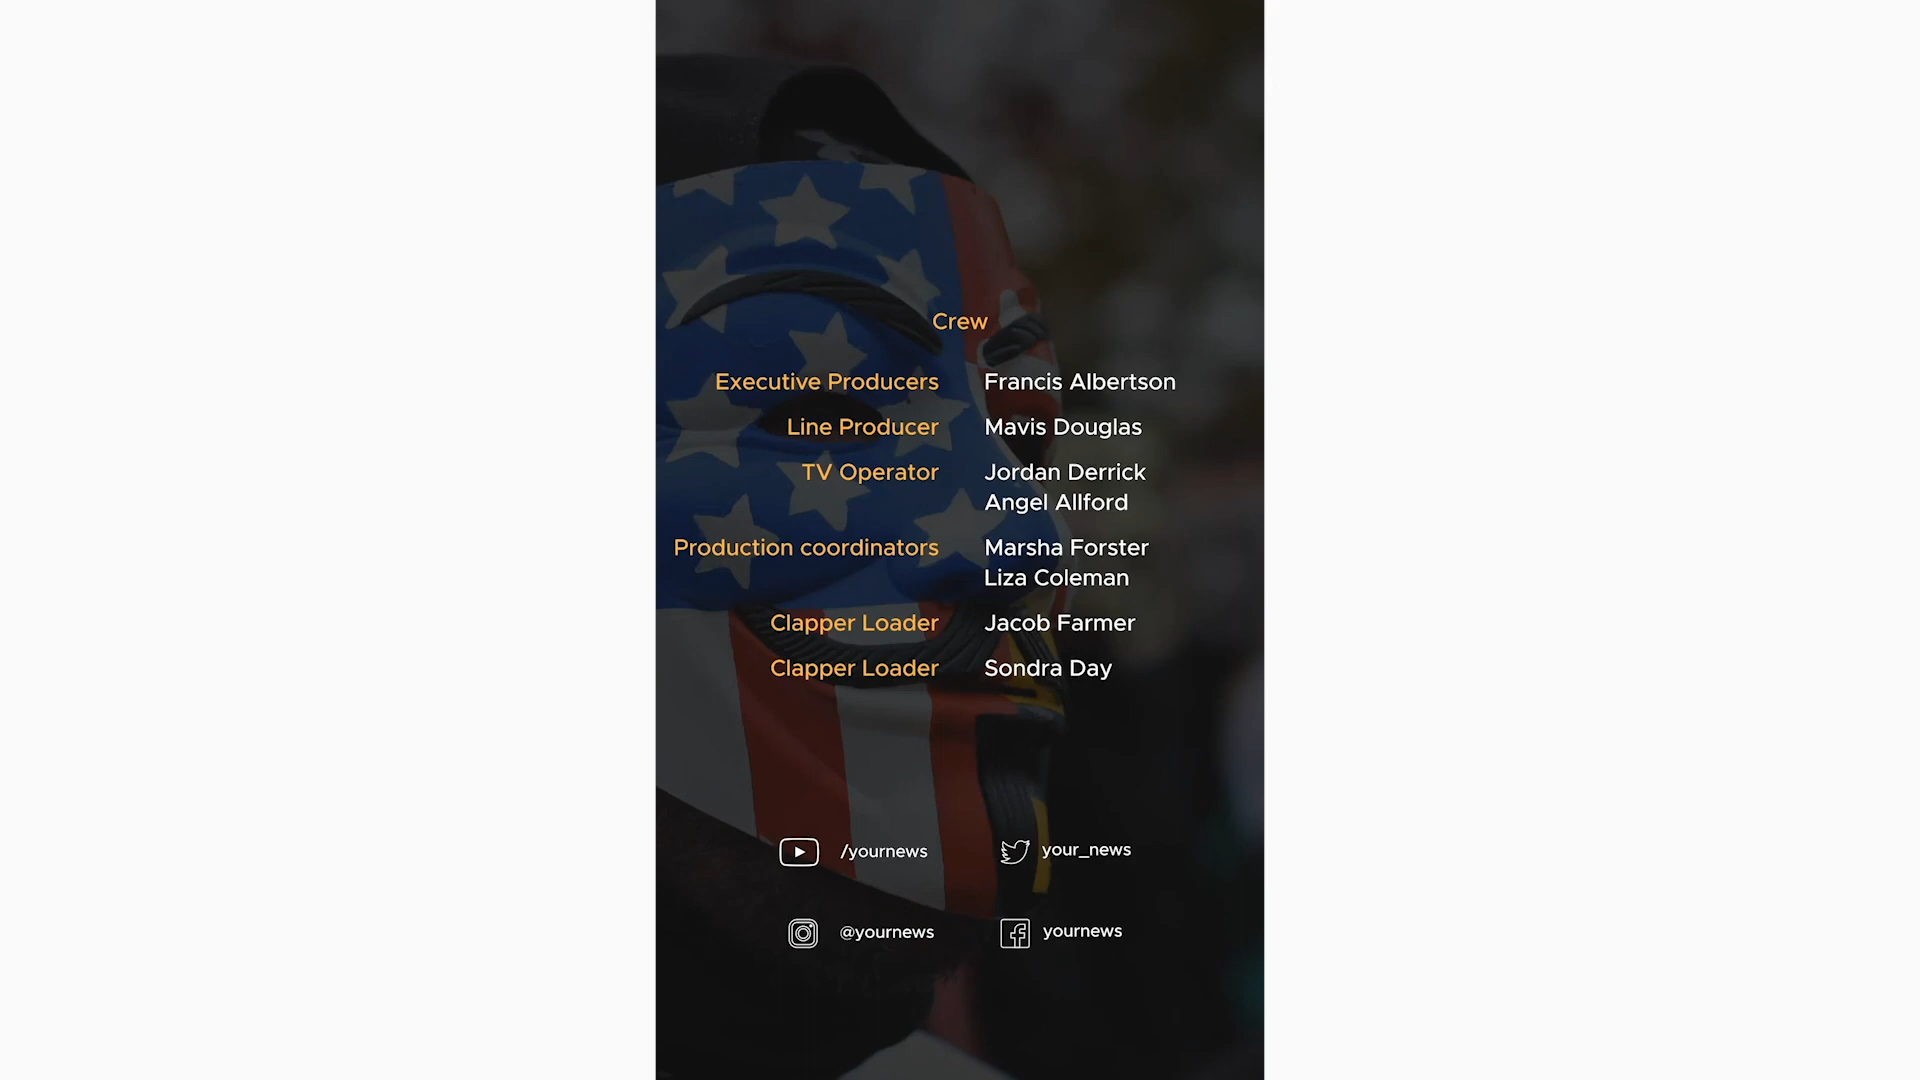 Crew
Executive Producers Francis Albertson
Line Producer Mavis Douglas
TV Operator Jordan Derrick
Angel Allford
Production coordinators Marsha Forster
Liza Coleman
Clapper Loader Jacob Farmer
Clapper Loader Sondra Day
/yournews your_news
@yournews yournews